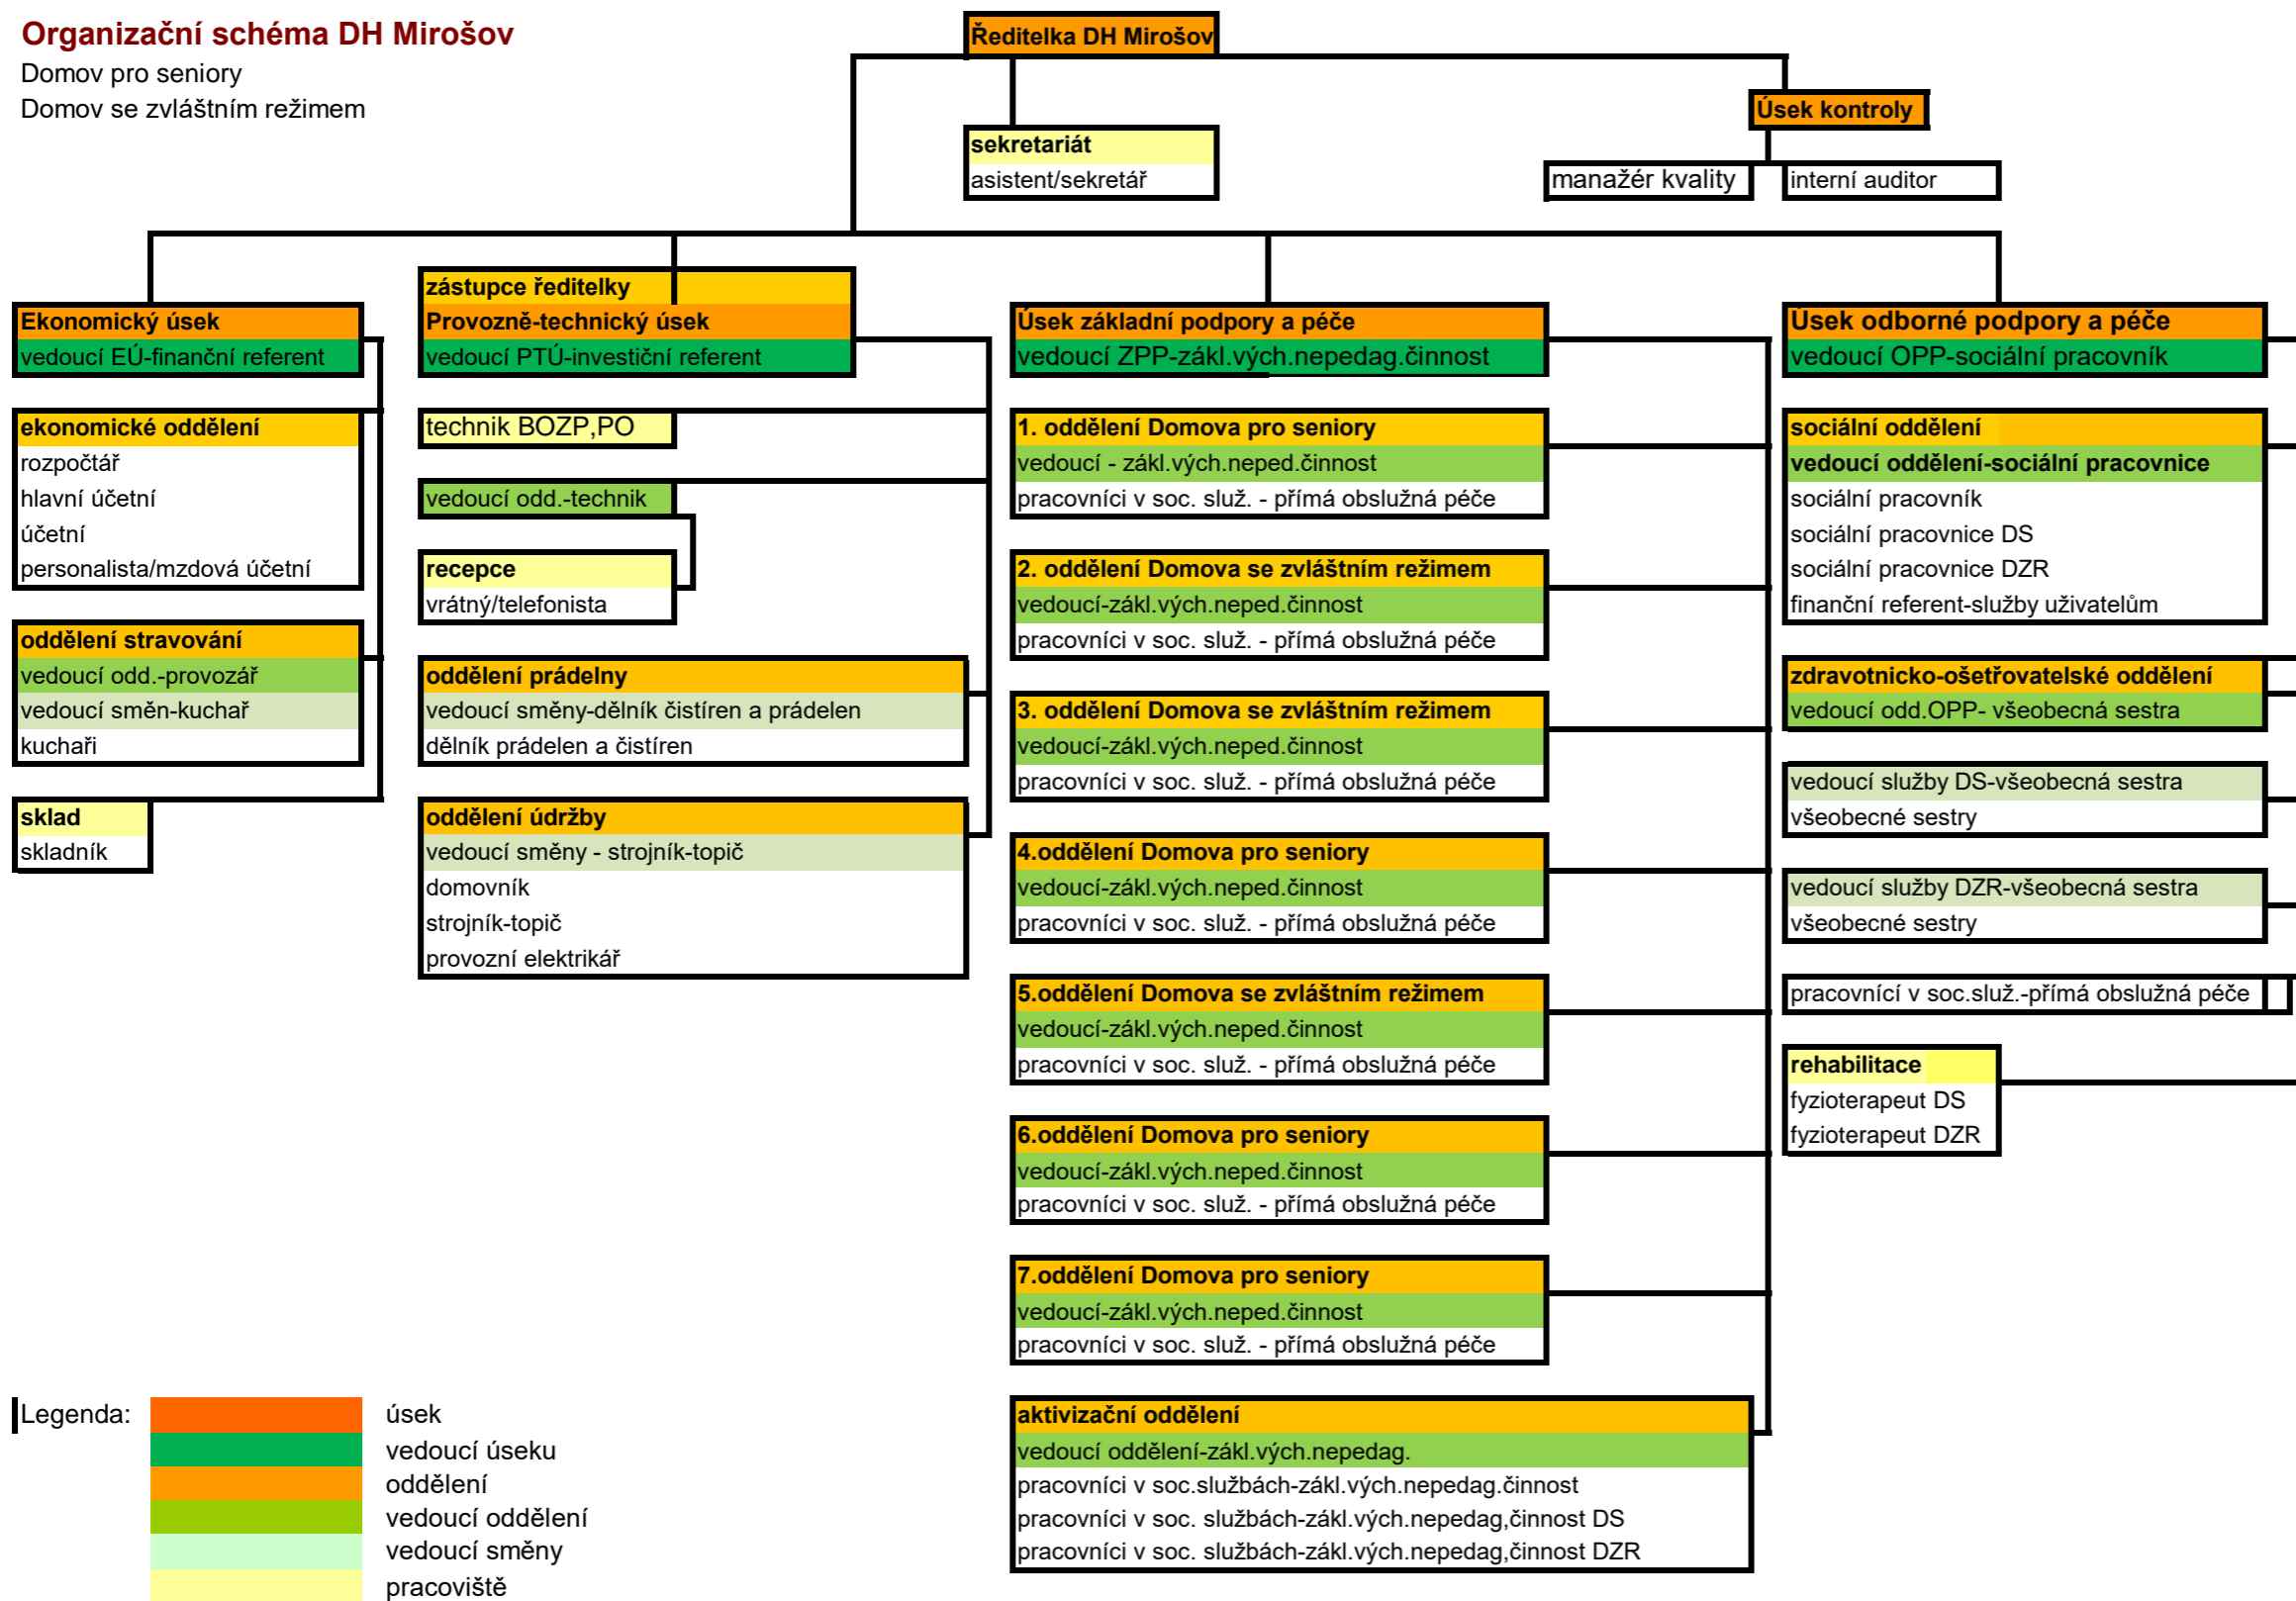 Organizační schéma DH Mirošov
Domov pro seniory
Domov se zvláštním režimem
Ředitelka DH Mirošov
Úsek kontroly
sekretariát
asistent/sekretář
manažér kvality
interní auditor
Ekonomický úsek
vedoucí EÚ-finanční referent
ekonomické oddělení
rozpočtář
hlavní účetní
účetní
personalista/mzdová účetní
oddělení stravování
vedoucí odd.-provozář
vedoucí směn-kuchař
kuchaři
sklad
skladník
zástupce ředitelky
Provozně-technický úsek
vedoucí PTÚ-investiční referent
technik BOZP,PO
vedoucí odd.-technik
recepce
vrátný/telefonista
oddělení prádelny
vedoucí směny-dělník čistíren a prádelen
dělník prádelen a čistíren
oddělení údržby
vedoucí směny - strojník-topič
domovník
strojník-topič
provozní elektrikář
Úsek základní podpory a péče
vedoucí ZPP-zákl.vých.nepedag.činnost
1. oddělení Domova pro seniory
vedoucí - zákl.vých.neped.činnost
pracovníci v soc. služ. - přímá obslužná péče
2. oddělení Domova se zvláštním režimem
vedoucí-zákl.vých.neped.činnost
pracovníci v soc. služ. - přímá obslužná péče
3. oddělení Domova se zvláštním režimem
vedoucí-zákl.vých.neped.činnost
pracovníci v soc. služ. - přímá obslužná péče
4.oddělení Domova pro seniory
vedoucí-zákl.vých.neped.činnost
pracovníci v soc. služ. - přímá obslužná péče
5.oddělení Domova se zvláštním režimem
vedoucí-zákl.vých.neped.činnost
pracovníci v soc. služ. - přímá obslužná péče
6.oddělení Domova pro seniory
vedoucí-zákl.vých.neped.činnost
pracovníci v soc. služ. - přímá obslužná péče
7.oddělení Domova pro seniory
vedoucí-zákl.vých.neped.činnost
pracovníci v soc. služ. - přímá obslužná péče
aktivizační oddělení
vedoucí oddělení-zákl.vých.nepedag.
pracovníci v soc.službách-zákl.vých.nepedag.činnost
pracovníci v soc. službách-zákl.vých.nepedag,činnost DS
pracovníci v soc. službách-zákl.vých.nepedag,činnost DZR
Úsek odborné podpory a péče
vedoucí OPP-sociální pracovník
sociální oddělení
vedoucí oddělení-sociální pracovnice
sociální pracovník
sociální pracovnice DS
sociální pracovnice DZR
finanční referent-služby uživatelům
zdravotnicko-ošetřovatelské oddělení
vedoucí odd.OPP- všeobecná sestra
vedoucí služby DS-všeobecná sestra
všeobecné sestry
vedoucí služby DZR-všeobecná sestra
všeobecné sestry
pracovnící v soc.služ.-přímá obslužná péče
rehabilitace
fyzioterapeut DS
fyzioterapeut DZR
Legenda:
úsek
vedoucí úseku
oddělení
vedoucí oddělení
vedoucí směny
pracoviště